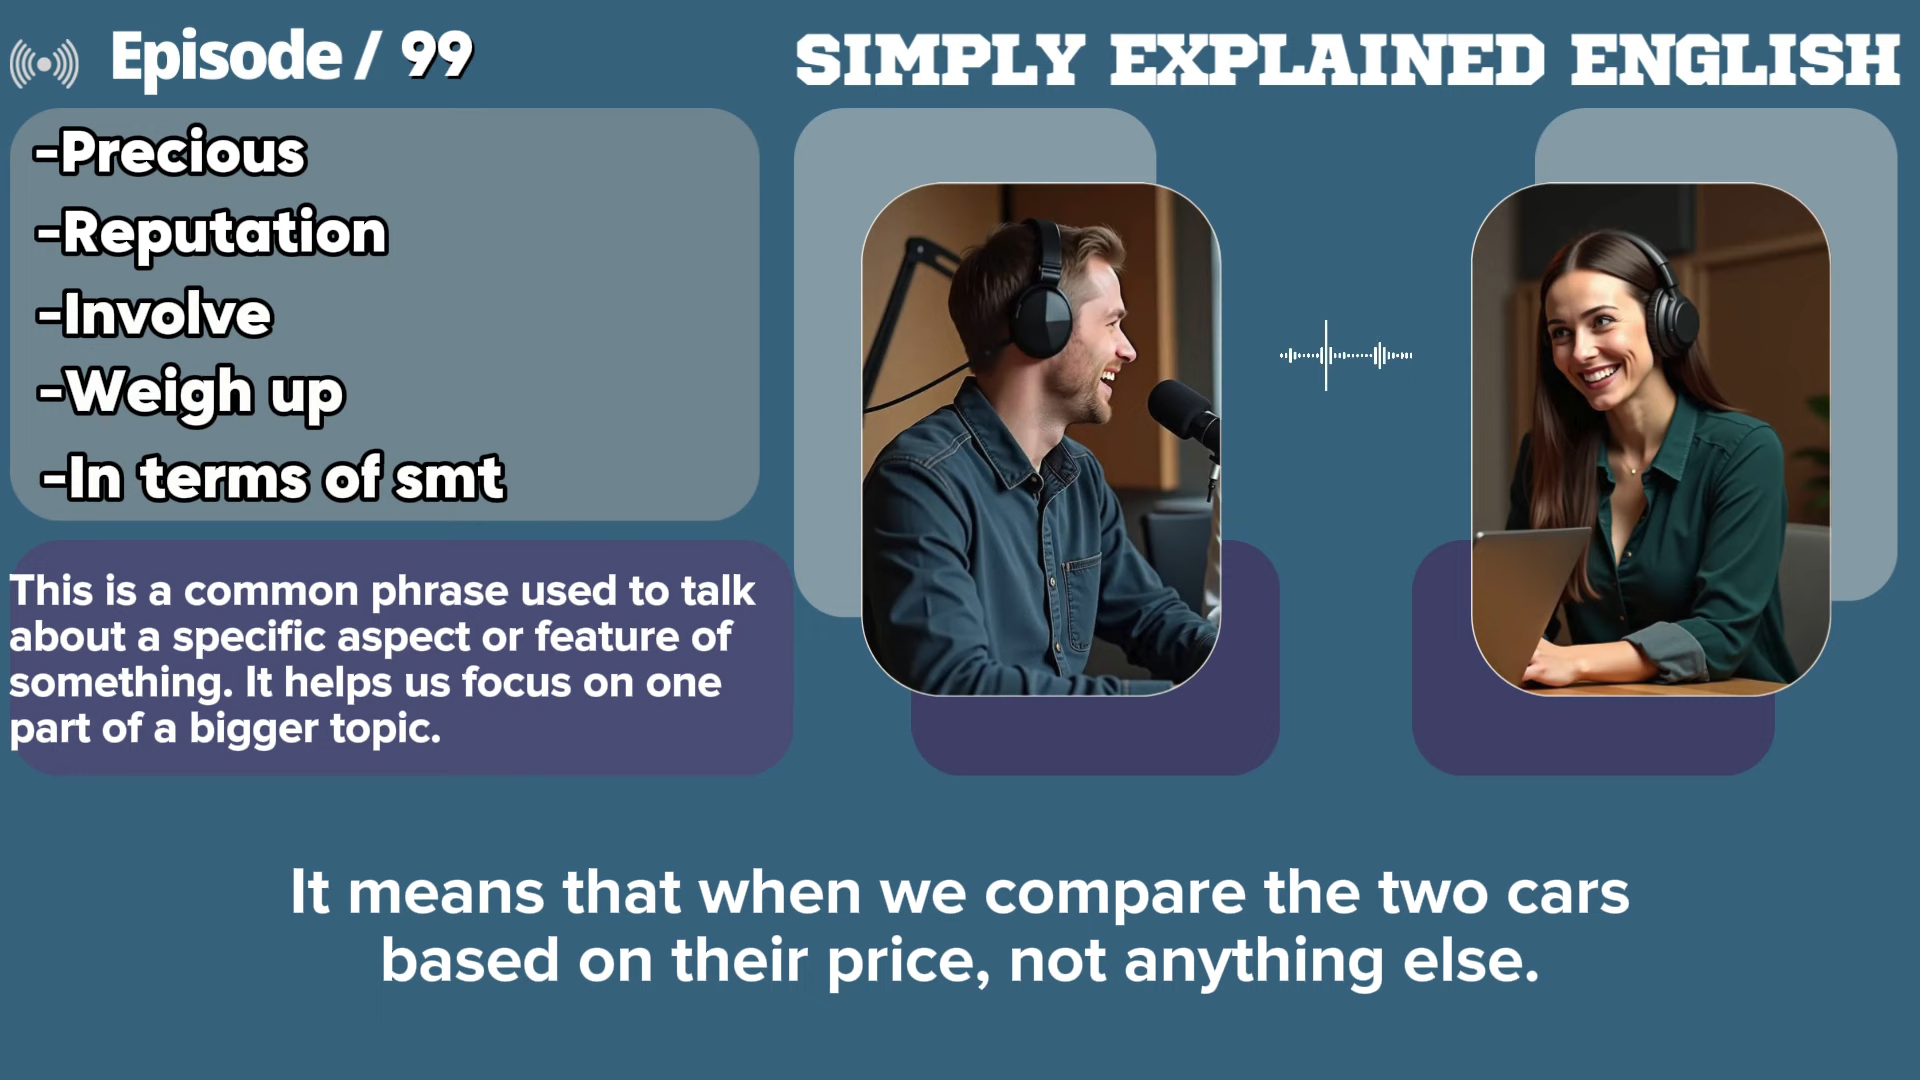 Episode / 99
SIMPLY EXPLAINED ENGLISH
-Precious
-Reputation
-Involve
-Weigh up
-In terms of smt
This is a common phrase used to talk
about a specific aspect or feature of
something. It helps us focus on one
part of a bigger topic.
It means that when we compare the two cars
based on their price, not anything else.